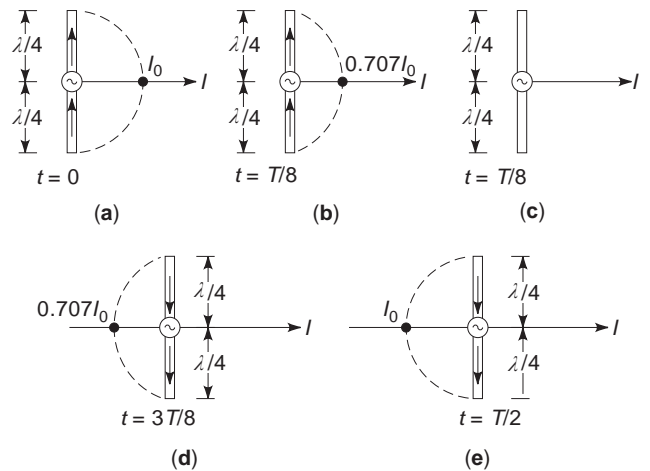 λ/4
λ/4
I₀
I
t = 0
(a)
λ/4
λ/4
0.707I₀
I
t = T/8
(b)
λ/4
λ/4
I
t = T/8
(c)
0.707I₀
λ/4
λ/4
I
t = 3T/8
(d)
I₀
λ/4
λ/4
I
t = T/2
(e)